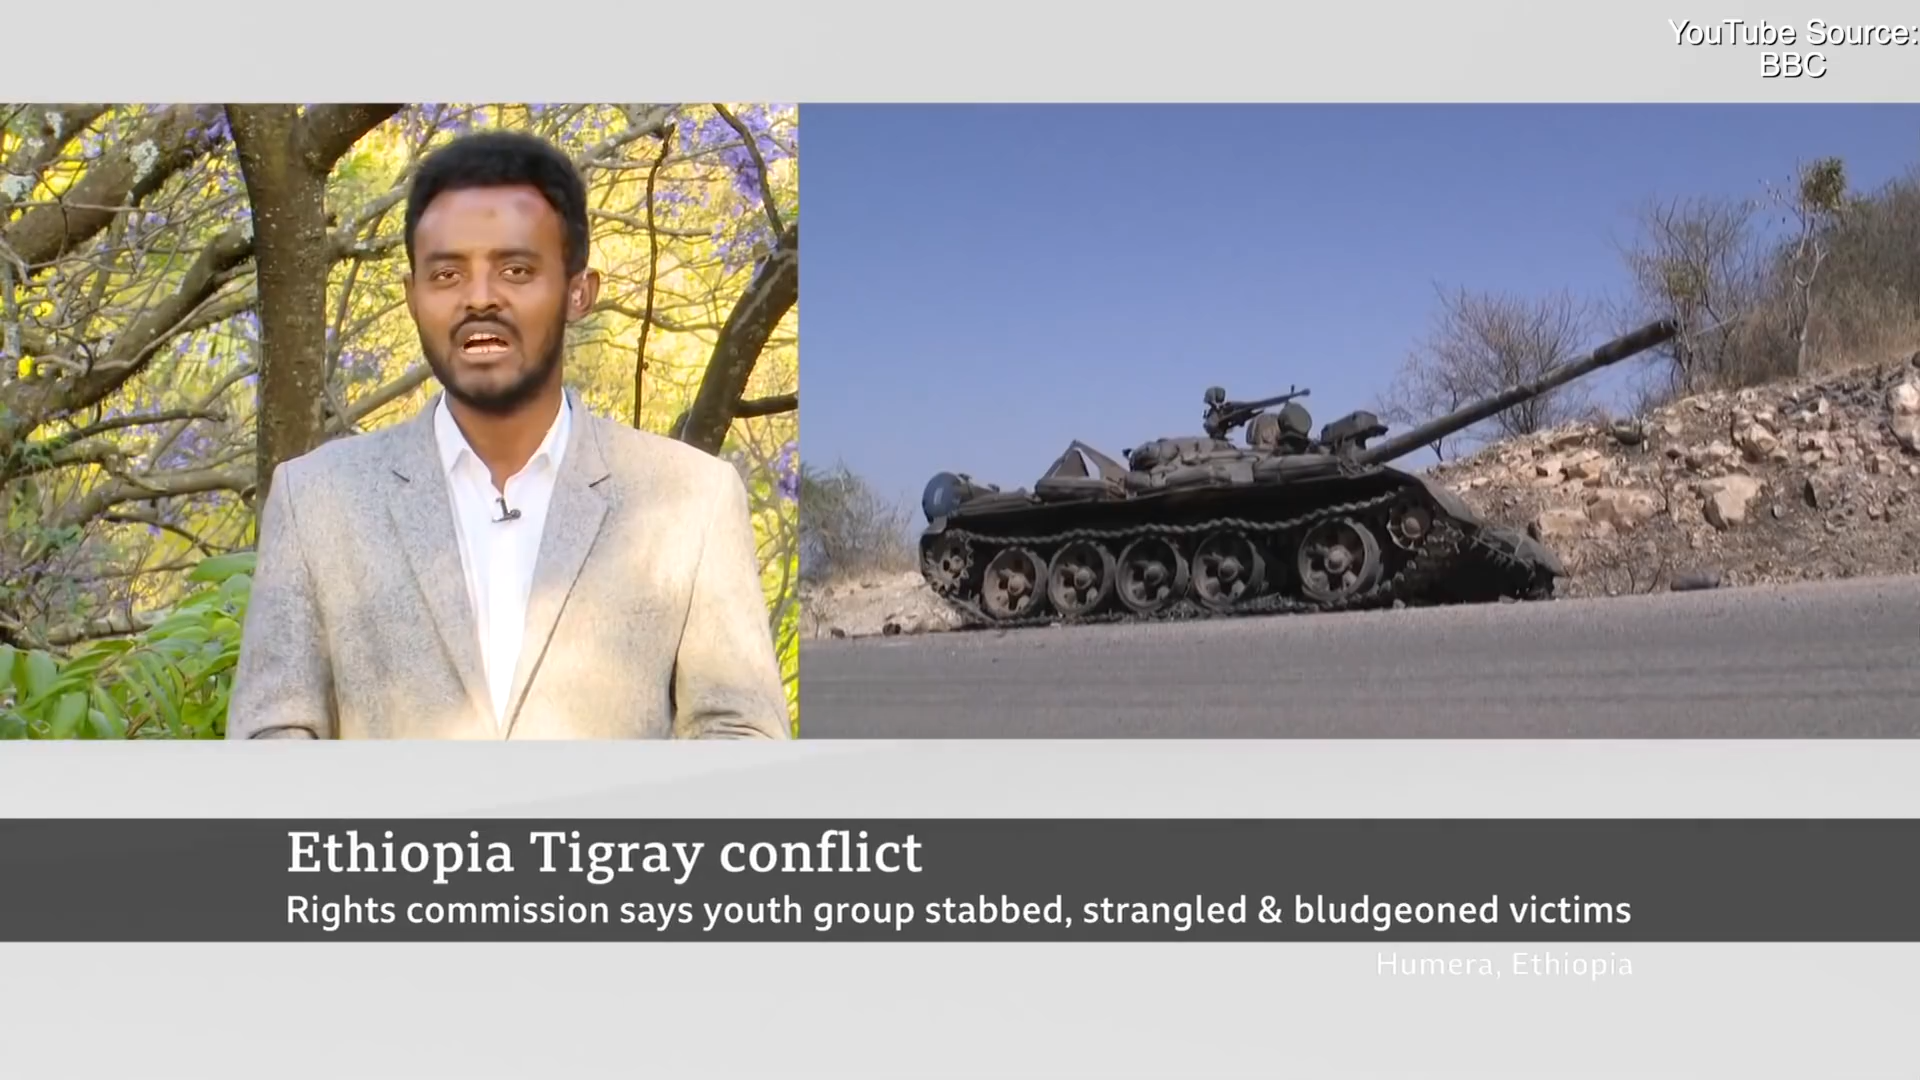 YouTube Source:
BBC
Ethiopia Tigray conflict
Rights commission says youth group stabbed, strangled & bludgeoned victims
Humera, Ethiopia